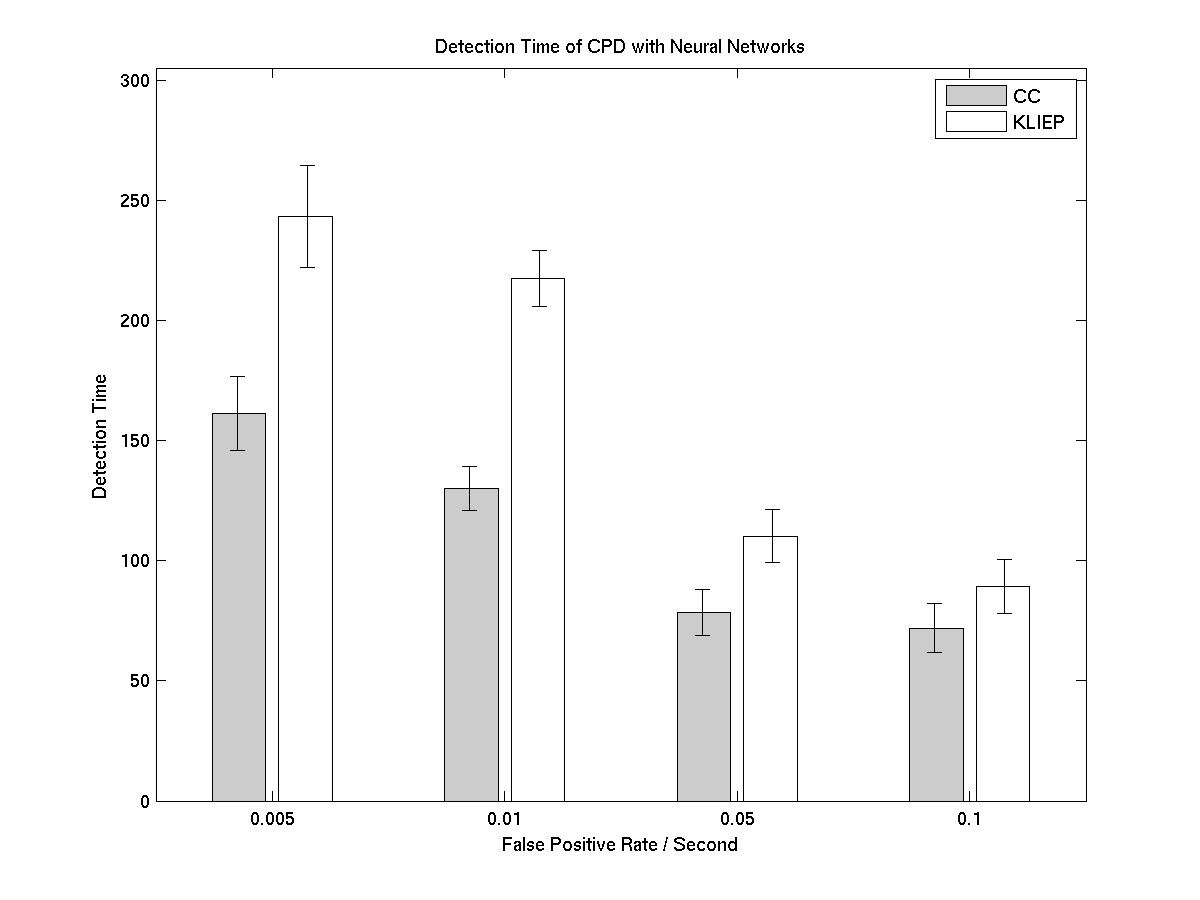 Detection Time of CPD with Neural Networks
CC
KLIEP
300
250
200
150
100
50
0
Detection Time
0.005 0.01 0.05 0.1
False Positive Rate / Second